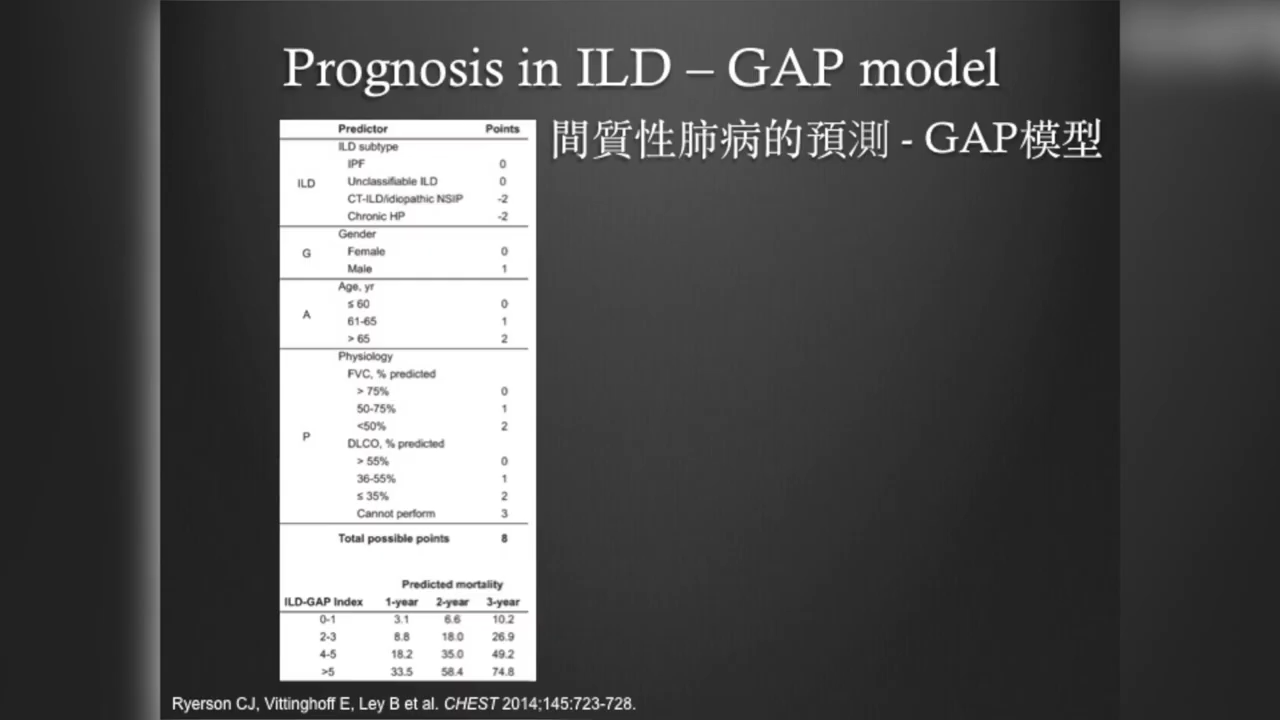 Prognosis in ILD – GAP model
間質性肺病的預測 - GAP模型
Predictor Points
ILD subtype
IPF 0
Unclassifiable ILD 0
ILD
CT-ILD/idiopathic NSIP -2
Chronic HP -2
Gender
G
Female 0
Male 1
Age, yr
≤ 60 0
A
61-65 1
> 65 2
Physiology
FVC, % predicted
> 75% 0
50-75% 1
<50% 2
P
DLCO, % predicted
> 55% 0
36-55% 1
≤ 35% 2
Cannot perform 3
Total possible points 8
Predicted mortality
ILD-GAP Index 1-year 2-year 3-year
0-1 3.1 6.6 10.2
2-3 8.8 18.0 26.9
4-5 18.2 35.0 49.2
>5 33.5 58.4 74.8
Ryerson CJ, Vittinghoff E, Ley B et al. CHEST 2014;145:723-728.